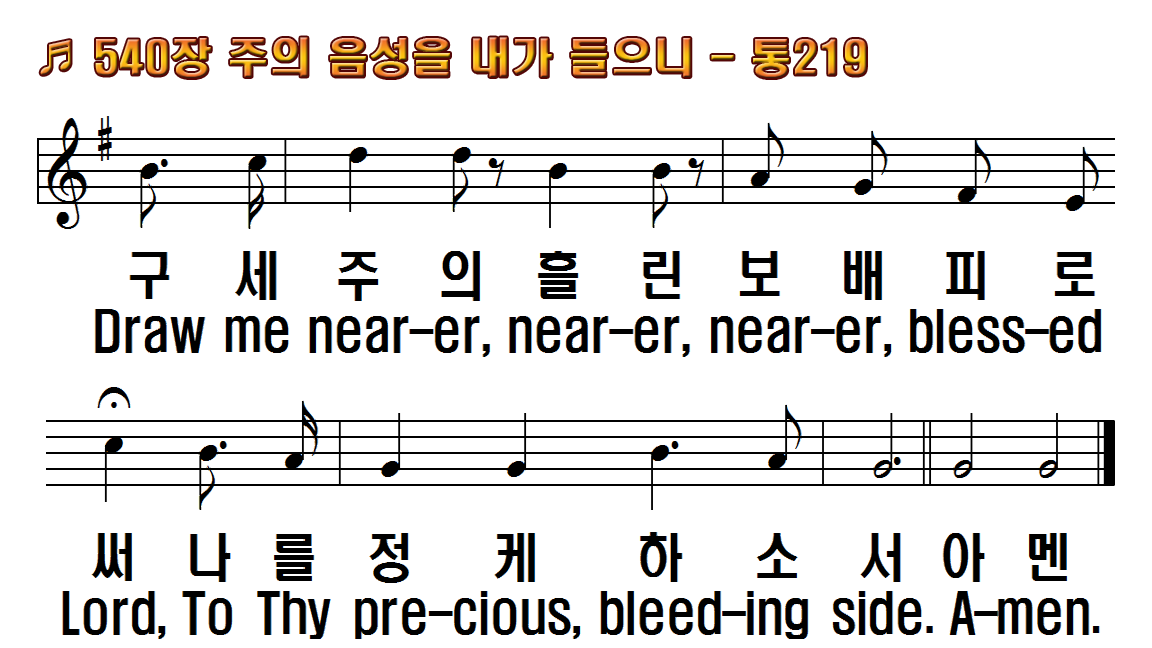 540장 주의 음성을 내가 들으니 - 통219
구 세 주 의 흘 린 보 배 피 로
Draw me near-er, near-er, near-er, bless-ed
써 나 를 정 케 하 소 서 아 멘
Lord, To Thy pre-cious, bleed-ing side. A-men.